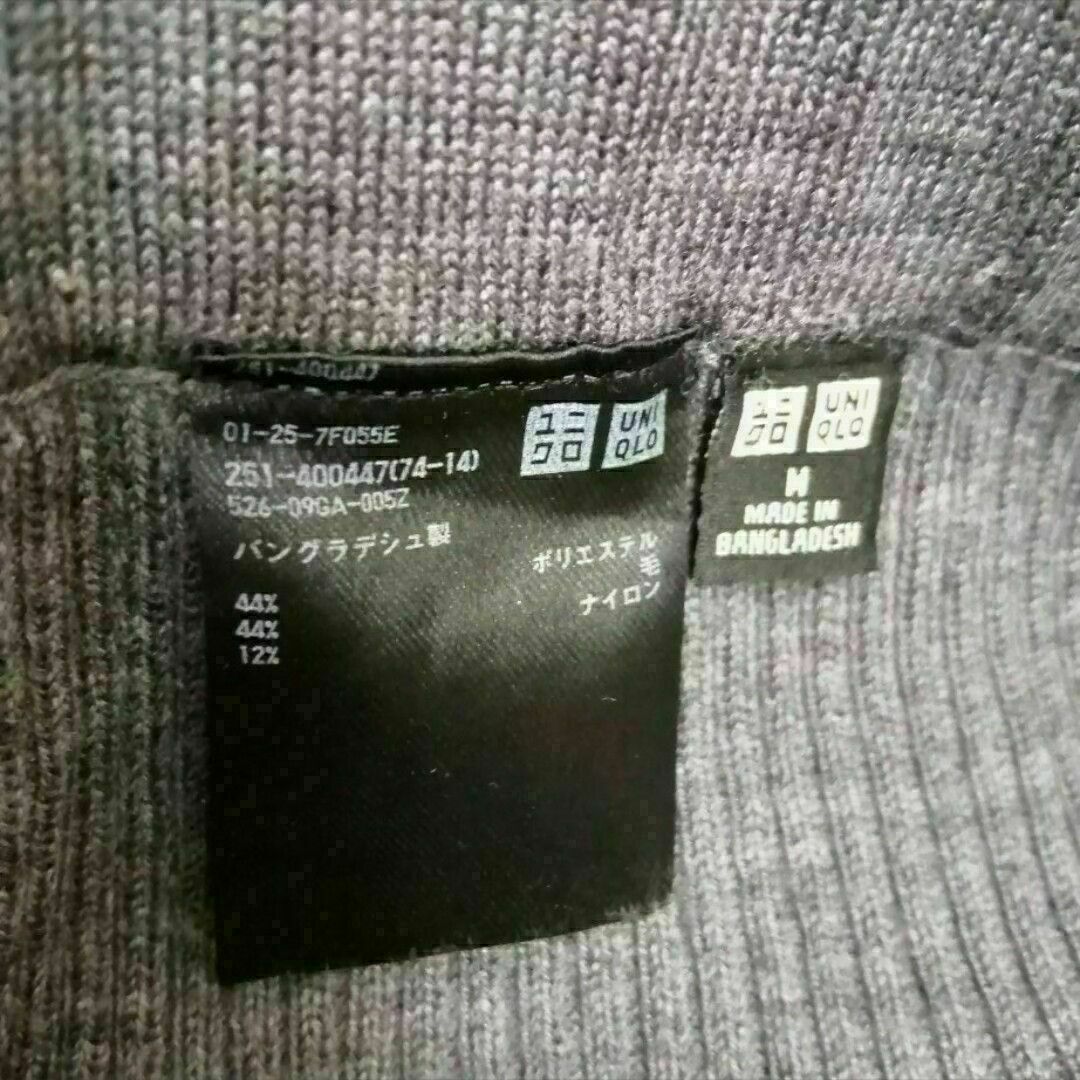 251-400447
01-25-7F055E
251-400447(74-14)
526-09GA-005Z
ユニ
クロ
UNI
QLO
バングラデシュ製
ポリエステル
毛
ナイロン
44%
44%
12%
ユニ
クロ
UNI
QLO
M
MADE IN
BANGLADESH